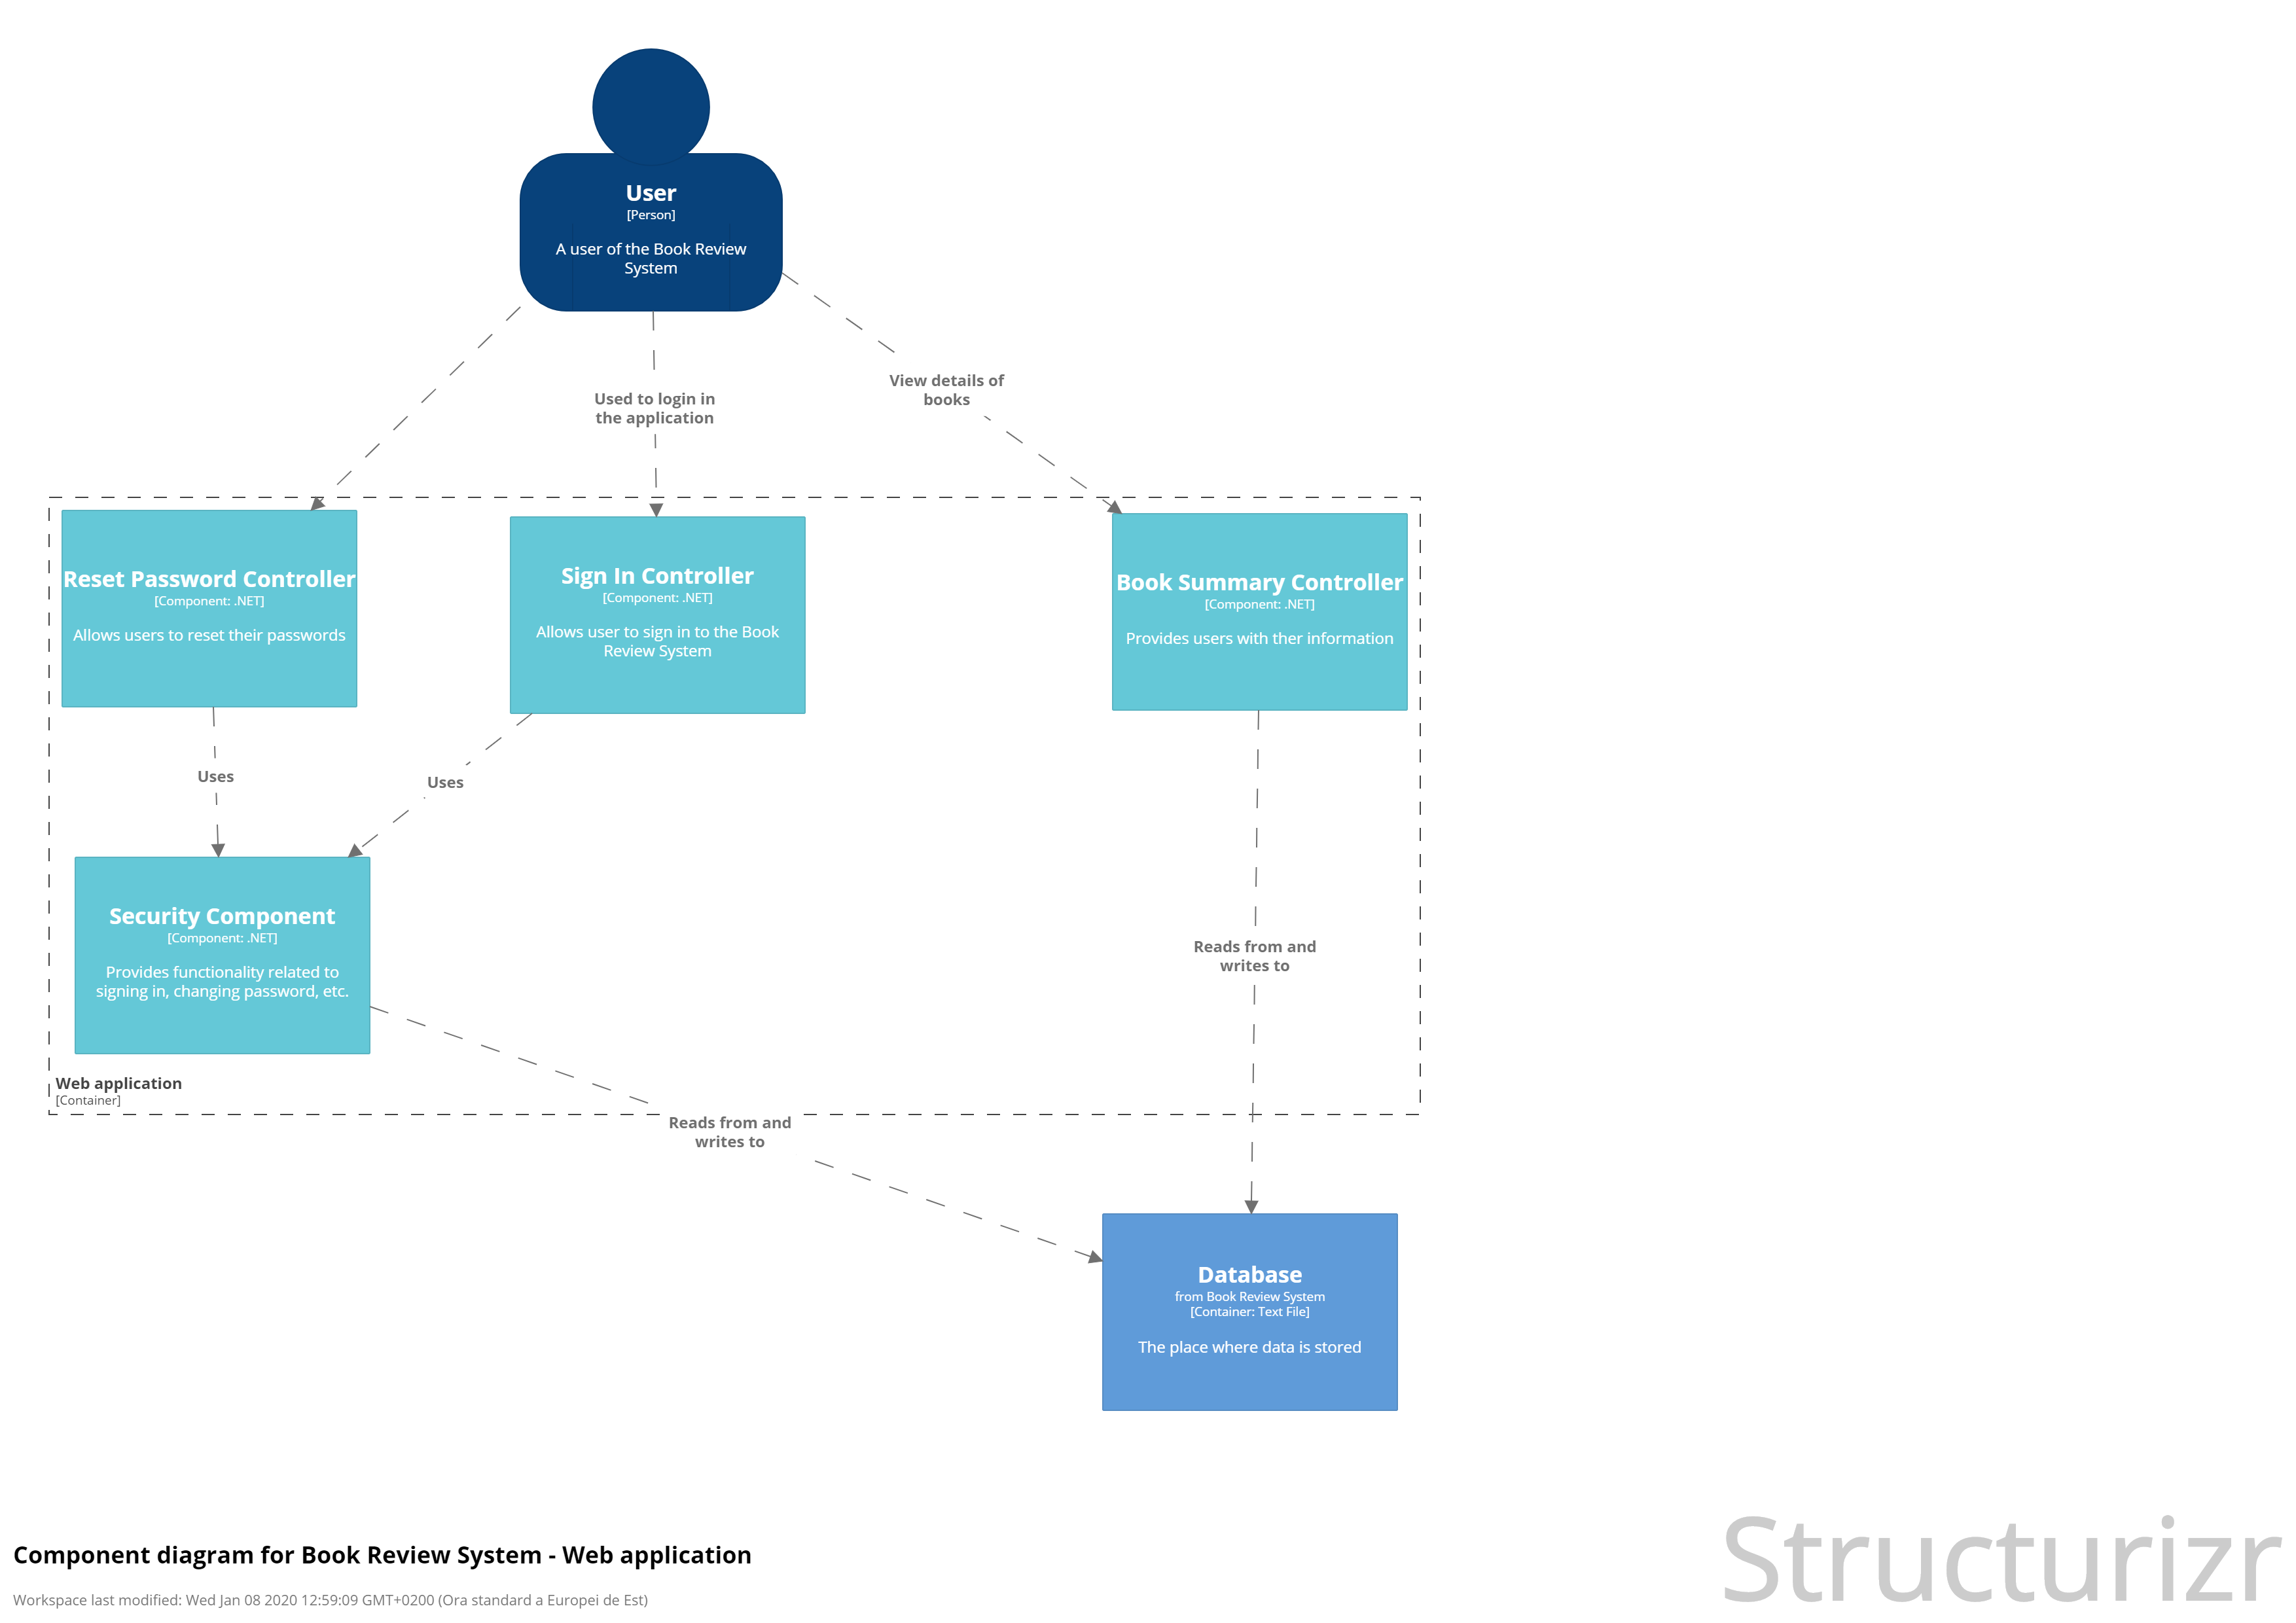 User
[Person]
A user of the Book Review
System
Used to login in
the application
View details of
books
Reset Password Controller
[Component: .NET]
Allows users to reset their passwords
Sign In Controller
[Component: .NET]
Allows user to sign in to the Book
Review System
Book Summary Controller
[Component: .NET]
Provides users with ther information
Uses
Uses
Security Component
[Component: .NET]
Provides functionality related to
signing in, changing password, etc.
Reads from and
writes to
Web application
[Container]
Reads from and
writes to
Database
from Book Review System
[Container: Text File]
The place where data is stored
Component diagram for Book Review System - Web application
Workspace last modified: Wed Jan 08 2020 12:59:09 GMT+0200 (Ora standard a Europei de Est)
Structurizr